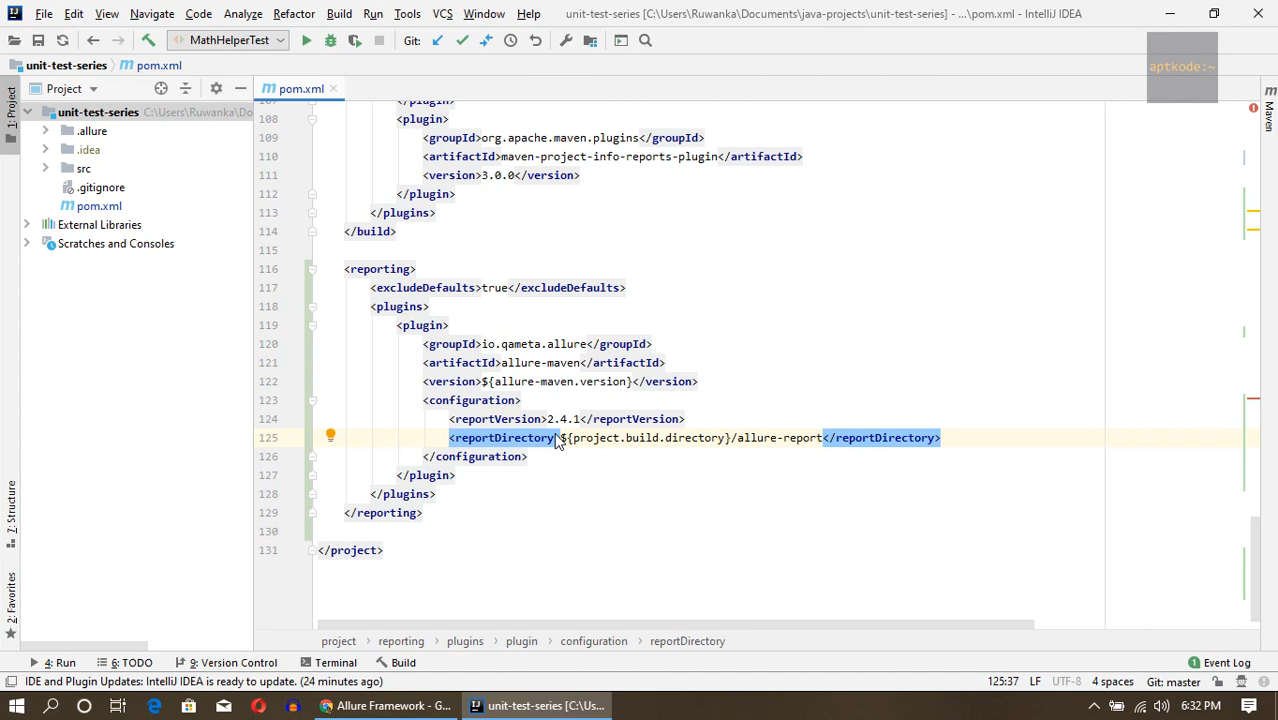 File Edit View Navigate Code Analyze Refactor Build Run Tools VCS Window Help unit-test-series [C:\Users\Ruwanka\Documents\java-projects\unit-test-series] - ...\pom.xml - IntelliJ IDEA
MathHelperTest Git:
unit-test-series pom.xml
aptkode:~
Project pom.xml
1: Project
Maven
unit-test-series C:\Users\Ruwanka\Do
.allure
.idea
src
.gitignore
pom.xml
External Libraries
Scratches and Consoles
107 </plugin>
108 <plugin>
109 <groupId>org.apache.maven.plugins</groupId>
110 <artifactId>maven-project-info-reports-plugin</artifactId>
111 <version>3.0.0</version>
112 </plugin>
113 </plugins>
114 </build>
115
116 <reporting>
117 <excludeDefaults>true</excludeDefaults>
118 <plugins>
119 <plugin>
120 <groupId>io.qameta.allure</groupId>
121 <artifactId>allure-maven</artifactId>
122 <version>${allure-maven.version}</version>
123 <configuration>
124 <reportVersion>2.4.1</reportVersion>
125 <reportDirectory>${project.build.directory}/allure-report</reportDirectory>
126 </configuration>
127 </plugin>
128 </plugins>
129 </reporting>
130
131 </project>
7: Structure
2: Favorites
project reporting plugins plugin configuration reportDirectory
4: Run 6: TODO 9: Version Control Terminal Build 1 Event Log
IDE and Plugin Updates: IntelliJ IDEA is ready to update. (24 minutes ago) 125:37 LF UTF-8 4 spaces Git: master
Allure Framework - G... unit-test-series [C:\Us... 6:32 PM